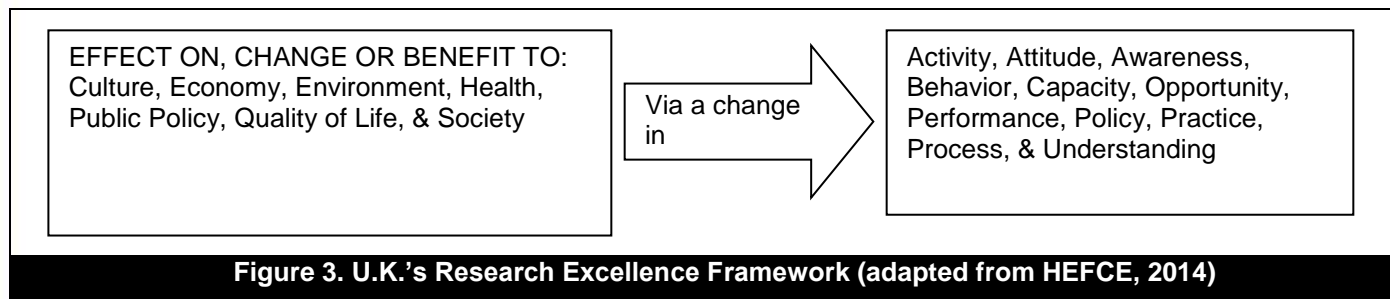 EFFECT ON, CHANGE OR BENEFIT TO:
Culture, Economy, Environment, Health,
Public Policy, Quality of Life, & Society
Via a change
in
Activity, Attitude, Awareness,
Behavior, Capacity, Opportunity,
Performance, Policy, Practice,
Process, & Understanding
Figure 3. U.K.'s Research Excellence Framework (adapted from HEFCE, 2014)